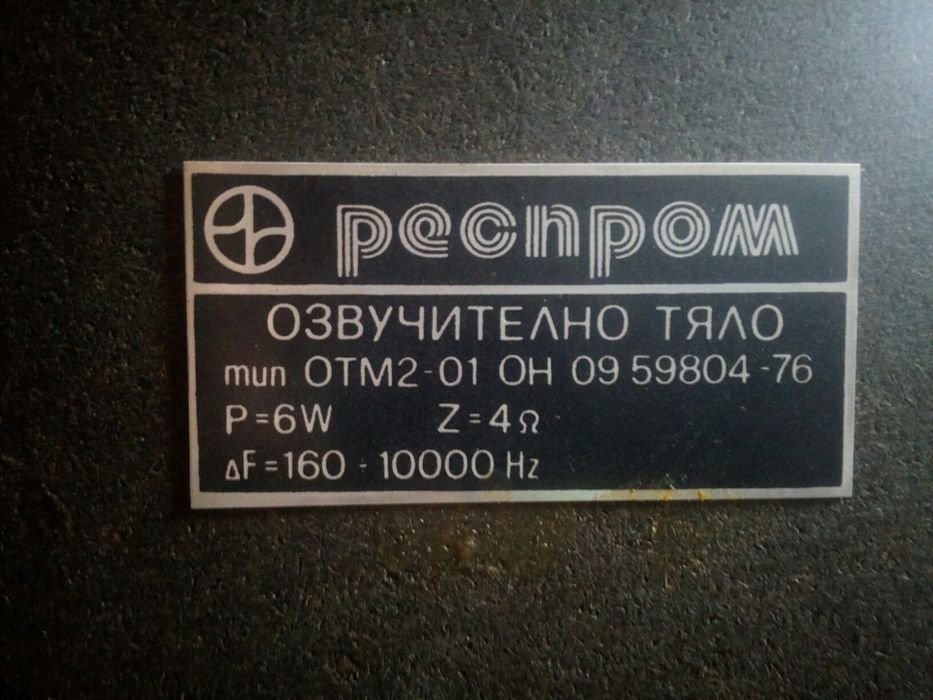 респром
ОЗВУЧИТЕЛНО ТЯЛО
тип ОТМ2-01 ОН 09 59804-76
P=6W Z=4Ω
ΔF=160 - 10000 Hz